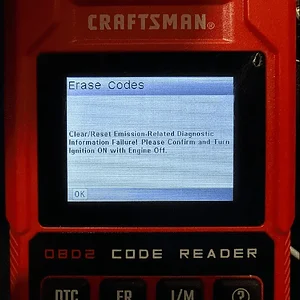 CRAFTSMAN®
Erase Codes
Clear/Reset Emission-Related Diagnostic
Information Failure! Please Confirm and Turn
Ignition ON with Engine Off.
OK
OBD2 CODE READER
DTC ER I/M ?